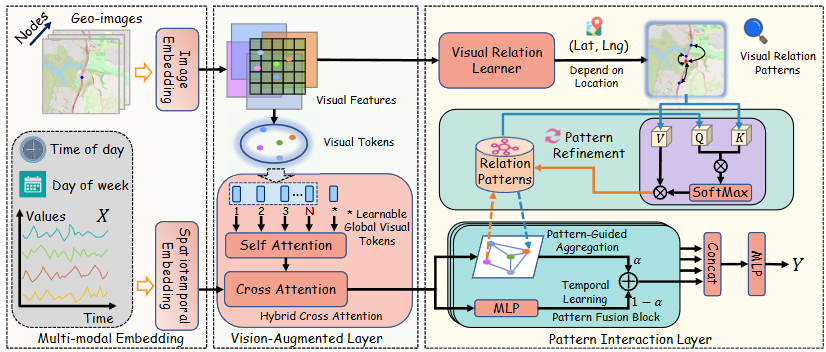 Nodes
Geo-images
Image
Embedding
Time of day
Day of week
Values
X
Time
Spatiotemporal
Embedding
Multi-modal Embedding
Visual Features
Visual Tokens
1 2 3 ... N *
* Learnable
Global Visual
Tokens
Self Attention
Cross Attention
Hybrid Cross Attention
Vision-Augmented Layer
Visual Relation
Learner
(Lat, Lng)
Depend on
Location
Visual Relation
Patterns
Pattern
Refinement
Relation
Patterns
V
Q
K
SoftMax
Pattern-Guided
Aggregation
α
Temporal
Learning
1 − α
MLP
Pattern Fusion Block
Concat
MLP
Y
Pattern Interaction Layer